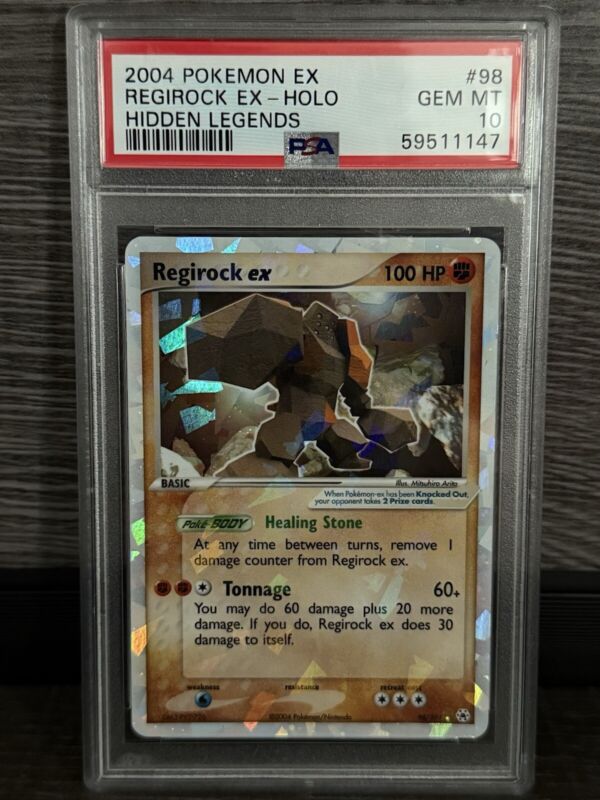 2004 POKEMON EX #98
REGIROCK EX - HOLO GEM MT
HIDDEN LEGENDS 10
PSA 59511147
Regirock ex 100 HP
BASIC Illus. Mitsuhiro Arita
When Pokémon-ex has been Knocked Out,
your opponent takes 2 Prize cards.
Poké-BODY Healing Stone
At any time between turns, remove 1
damage counter from Regirock ex.
Tonnage 60+
You may do 60 damage plus 20 more
damage. If you do, Regirock ex does 30
damage to itself.
weakness resistance retreat cost
©2004 Pokémon/Nintendo